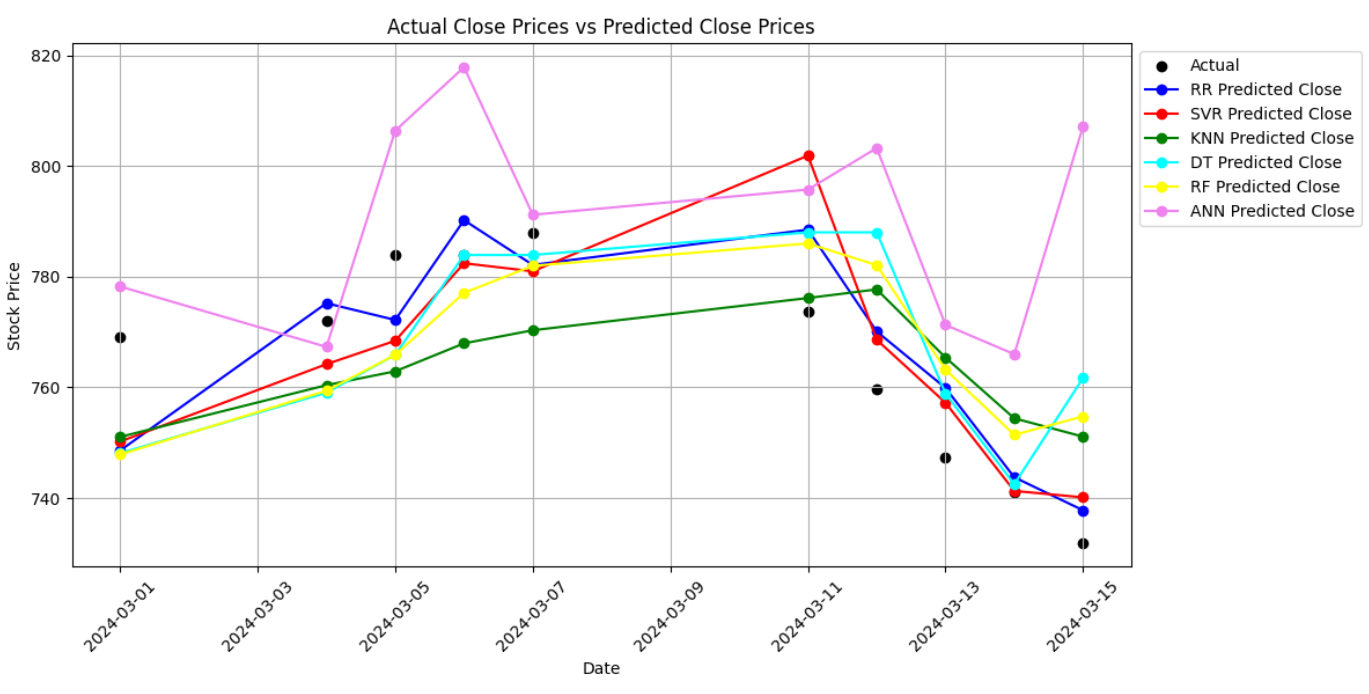 Actual Close Prices vs Predicted Close Prices
820
800
780
760
740
Stock Price
2024-03-01
2024-03-03
2024-03-05
2024-03-07
2024-03-09
2024-03-11
2024-03-13
2024-03-15
Date
Actual
RR Predicted Close
SVR Predicted Close
KNN Predicted Close
DT Predicted Close
RF Predicted Close
ANN Predicted Close